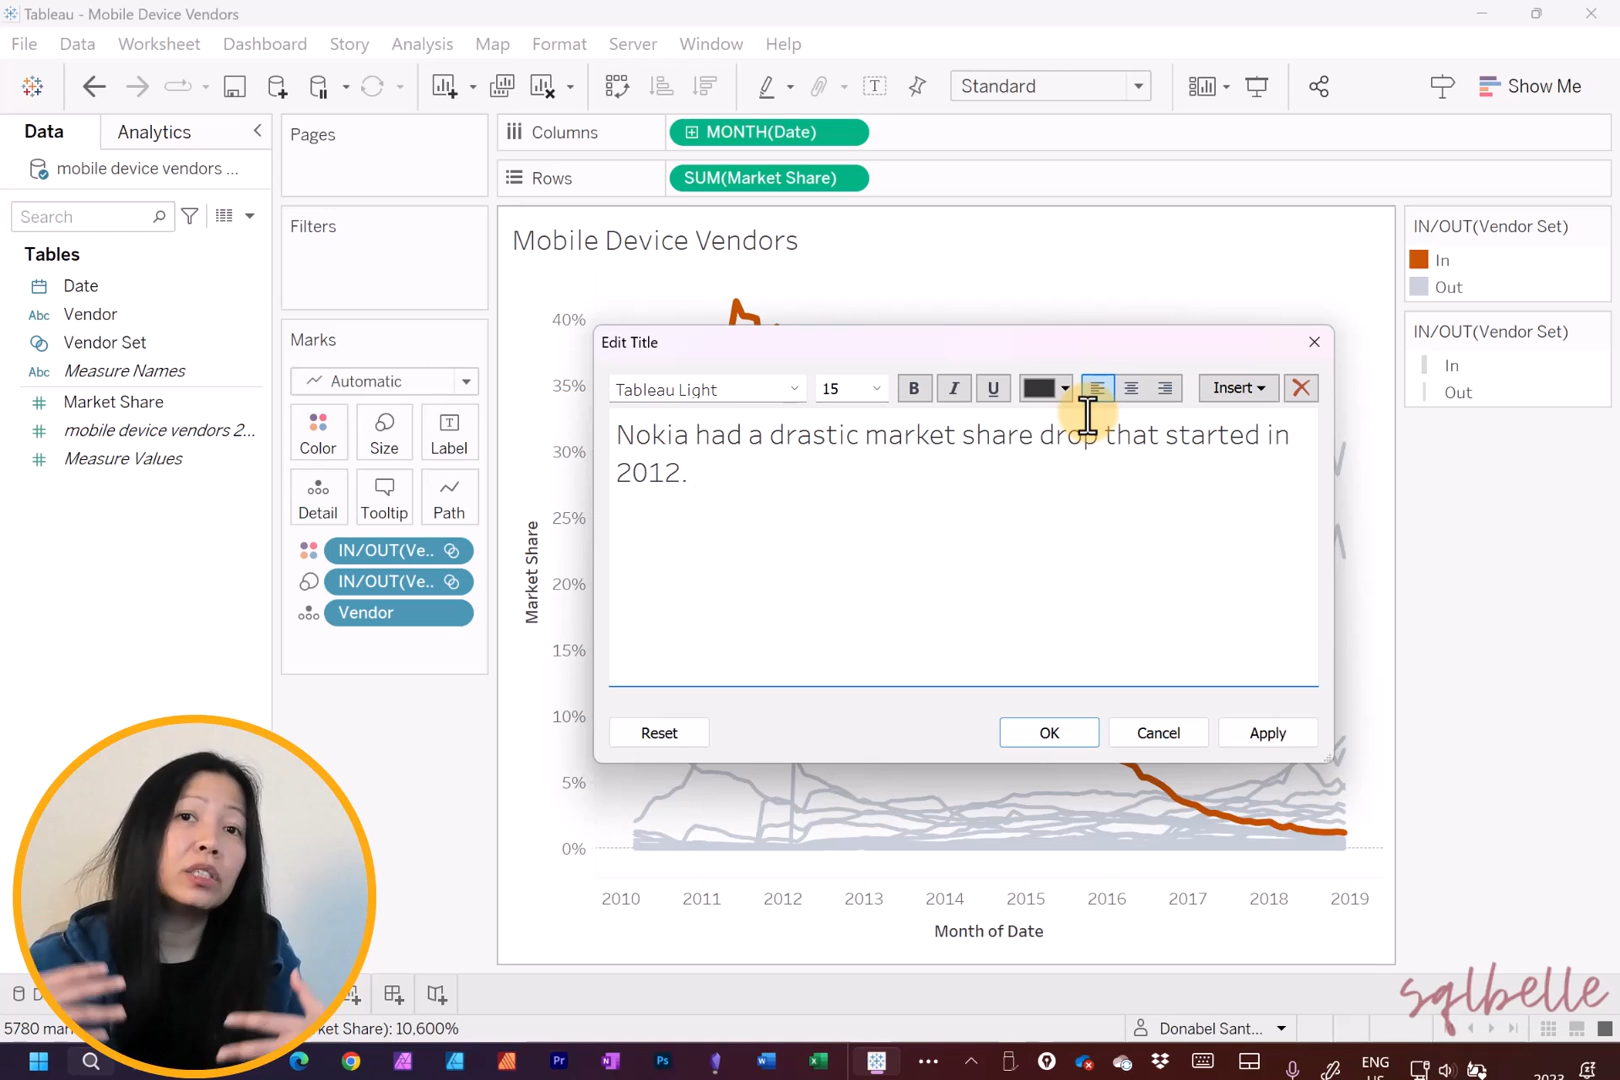 Tableau - Mobile Device Vendors
File Data Worksheet Dashboard Story Analysis Map Format Server Window Help
Standard
Show Me
Data Analytics
mobile device vendors ...
Search
Tables
Date
Abc Vendor
Vendor Set
Abc Measure Names
Market Share
mobile device vendors 2...
Measure Values
Pages
Filters
Marks
Automatic
Color Size Label
Detail Tooltip Path
IN/OUT(Ve..
IN/OUT(Ve..
Vendor
Columns MONTH(Date)
Rows SUM(Market Share)
Mobile Device Vendors
40%
35%
30%
25%
20%
15%
10%
5%
0%
Market Share
2010 2011 2012 2013 2014 2015 2016 2017 2018 2019
Month of Date
Edit Title
Tableau Light 15 B I U Insert
Nokia had a drastic market share drop that started in
2012.
Reset OK Cancel Apply
IN/OUT(Vendor Set)
In
Out
IN/OUT(Vendor Set)
In
Out
sqlbelle
5780 mar
ket Share): 10,600%
Donabel Sant...
ENG